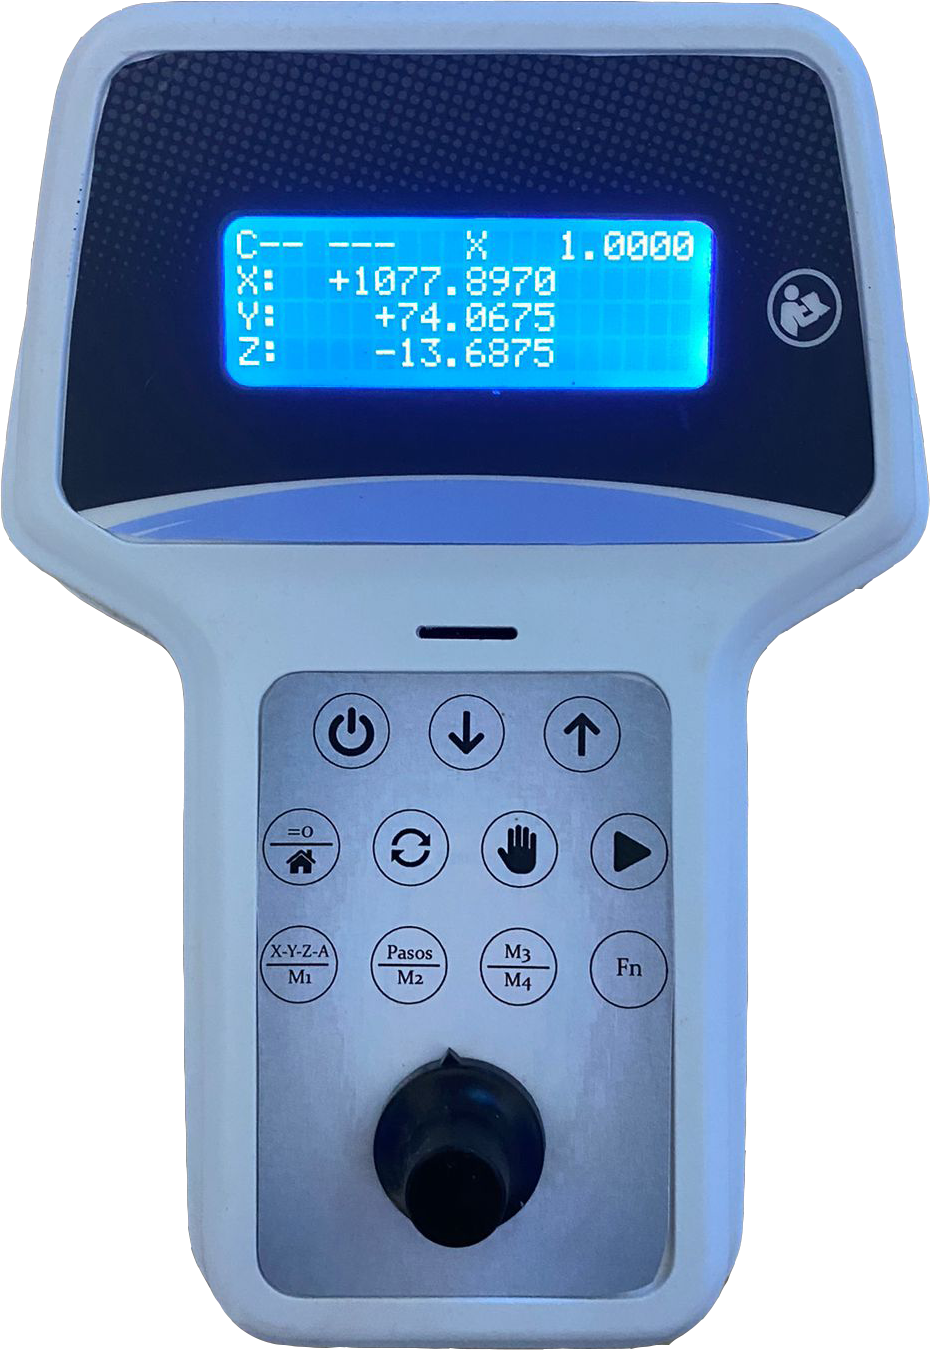 C-- --- X 1.0000
X: +1077.8970
Y: +74.0675
Z: -13.6875
=0
X-Y-Z-A
M1
Pasos
M2
M3
M4
Fn